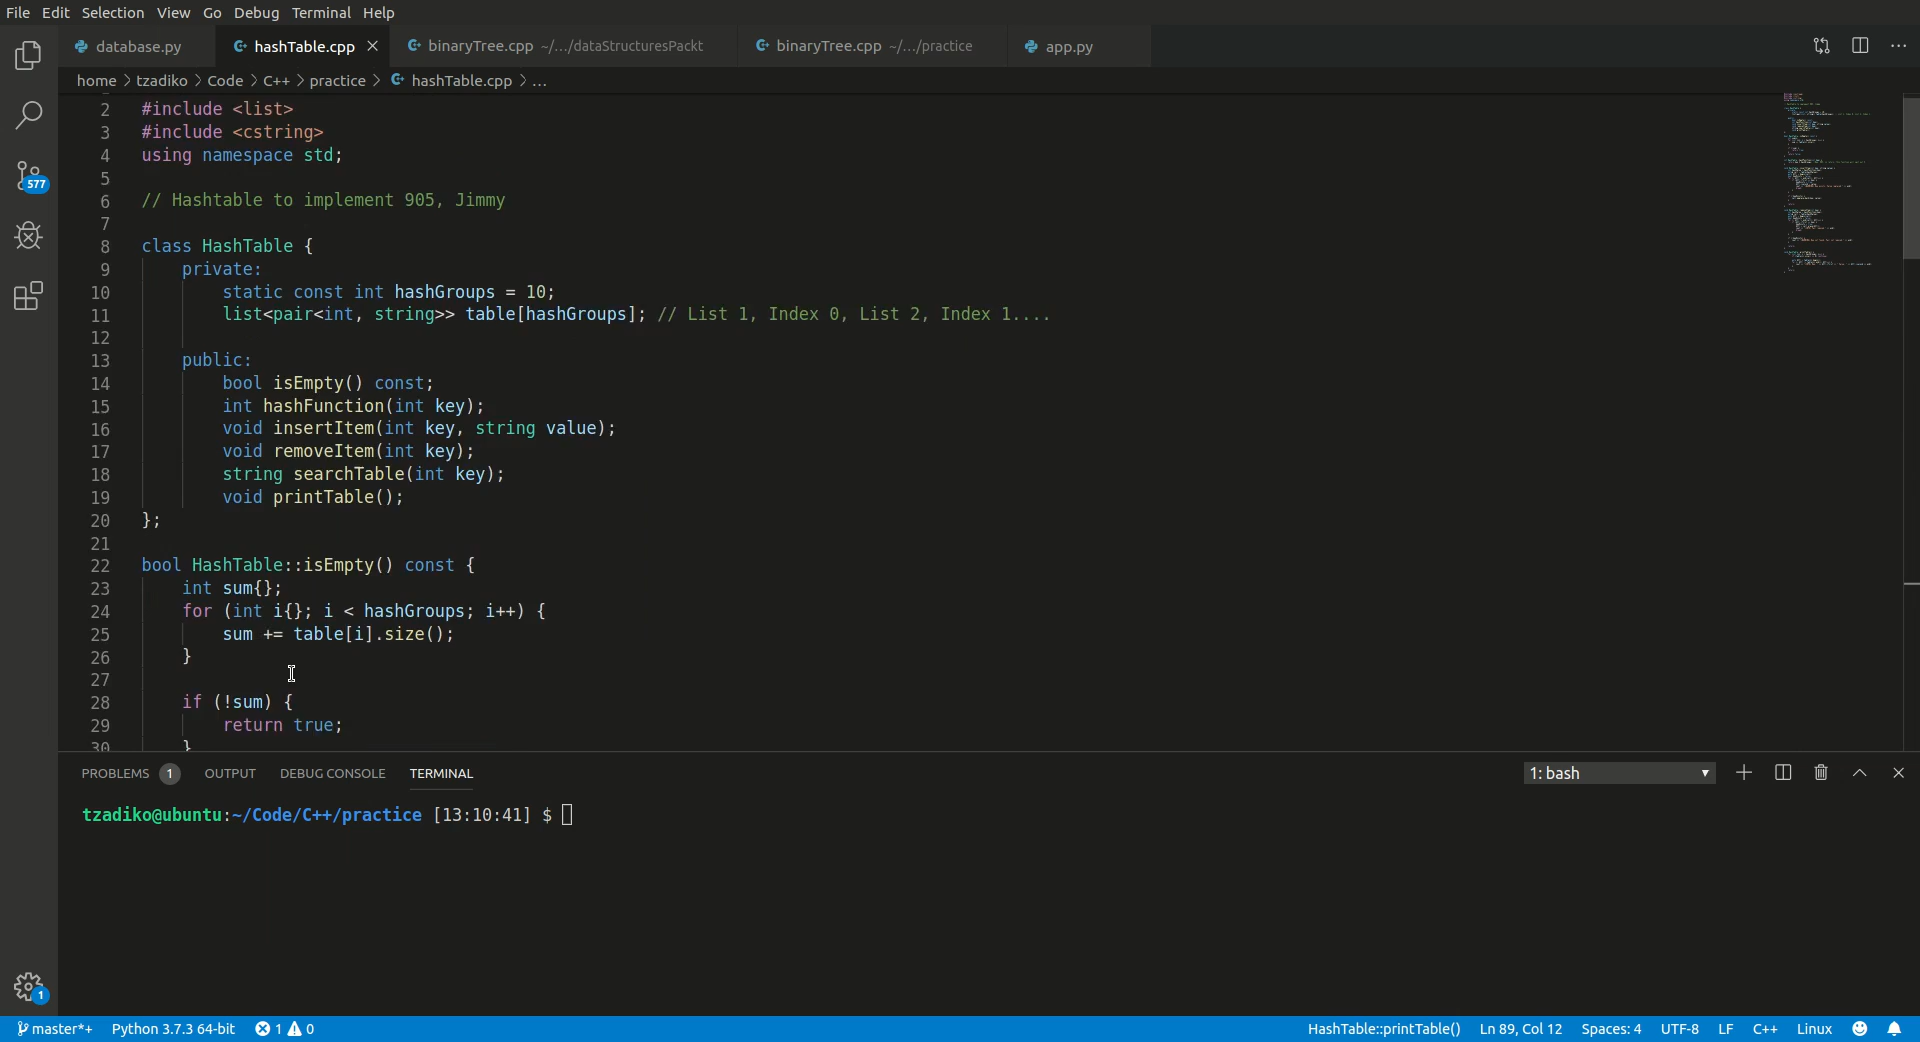 File Edit Selection View Go Debug Terminal Help
database.py hashTable.cpp binaryTree.cpp ~/.../dataStructuresPackt binaryTree.cpp ~/.../practice app.py
home > tzadiko > Code > C++ > practice > hashTable.cpp > ...
2 #include <list>
3 #include <cstring>
4 using namespace std;
5
6 // Hashtable to implement 905, Jimmy
7
8 class HashTable {
9 private:
10 static const int hashGroups = 10;
11 list<pair<int, string>> table[hashGroups]; // List 1, Index 0, List 2, Index 1....
12
13 public:
14 bool isEmpty() const;
15 int hashFunction(int key);
16 void insertItem(int key, string value);
17 void removeItem(int key);
18 string searchTable(int key);
19 void printTable();
20 };
21
22 bool HashTable::isEmpty() const {
23 int sum{};
24 for (int i{}; i < hashGroups; i++) {
25 sum += table[i].size();
26 }
27
28 if (!sum) {
29 return true;
30 }
577
PROBLEMS 1 OUTPUT DEBUG CONSOLE TERMINAL 1: bash
tzadiko@ubuntu:~/Code/C++/practice [13:10:41] $
1
master*+ Python 3.7.3 64-bit 1 0 HashTable::printTable() Ln 89, Col 12 Spaces: 4 UTF-8 LF C++ Linux